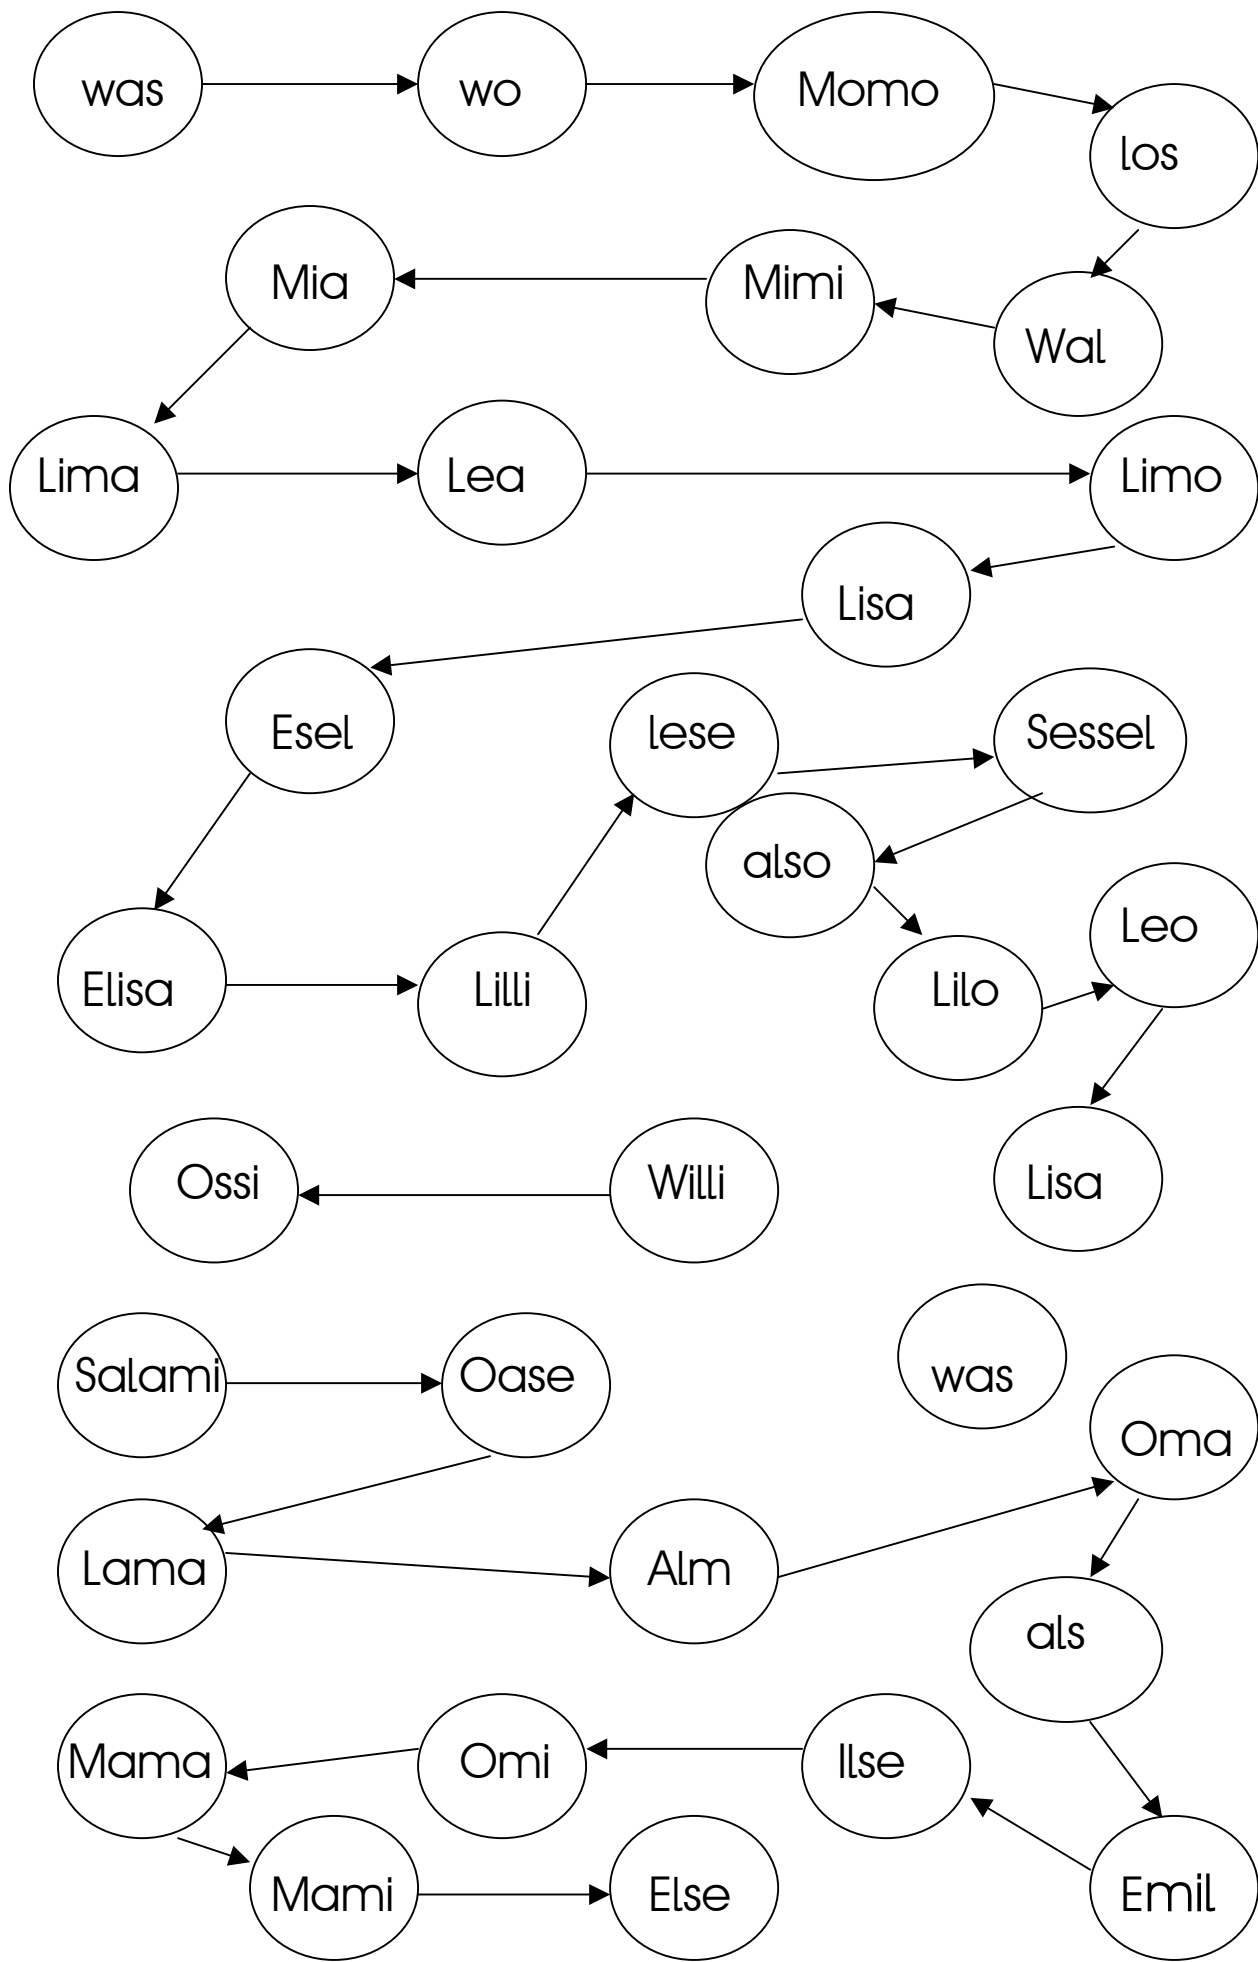 was
wo
Momo
los
Wal
Mimi
Mia
Lima
Lea
Limo
Lisa
Esel
Elisa
Lilli
lese
Sessel
also
Lilo
Leo
Lisa
Willi
Ossi
was
Salami
Oase
Lama
Alm
Oma
als
Emil
Ilse
Omi
Mama
Mami
Else